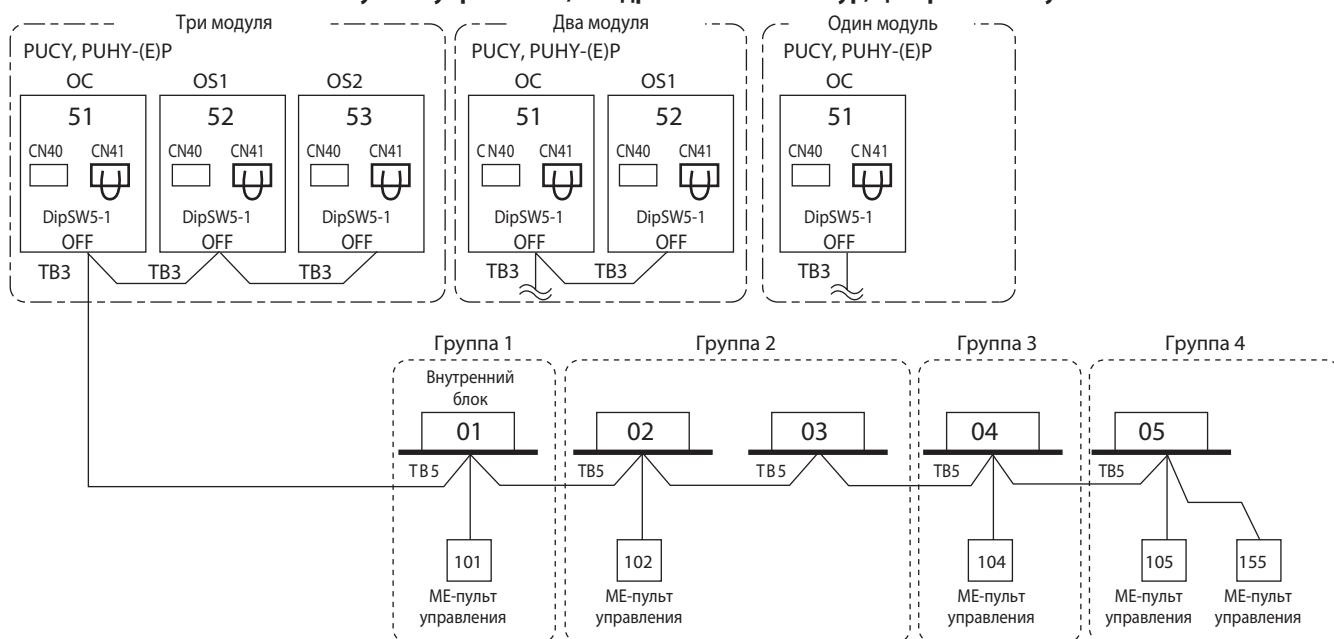 Три модуля
Два модуля
Один модуль
PUCY, PUHY-(E)P
PUCY, PUHY-(E)P
PUCY, PUHY-(E)P
OC
OS1
OS2
OC
OS1
OC
51
52
53
51
52
51
CN40 CN41
CN40 CN41
CN40 CN41
CN40 CN41
CN40 CN41
CN40 CN41
DipSW5-1
DipSW5-1
DipSW5-1
DipSW5-1
DipSW5-1
DipSW5-1
OFF
OFF
OFF
OFF
OFF
OFF
TB3
TB3
TB3
TB3
TB3
TB3
Группа 1
Группа 2
Группа 3
Группа 4
Внутренний
блок
01
02
03
04
05
TB5
TB5
TB5
TB5
TB5
101
102
104
105
155
МЕ-пульт
управления
МЕ-пульт
управления
МЕ-пульт
управления
МЕ-пульт
управления
МЕ-пульт
управления